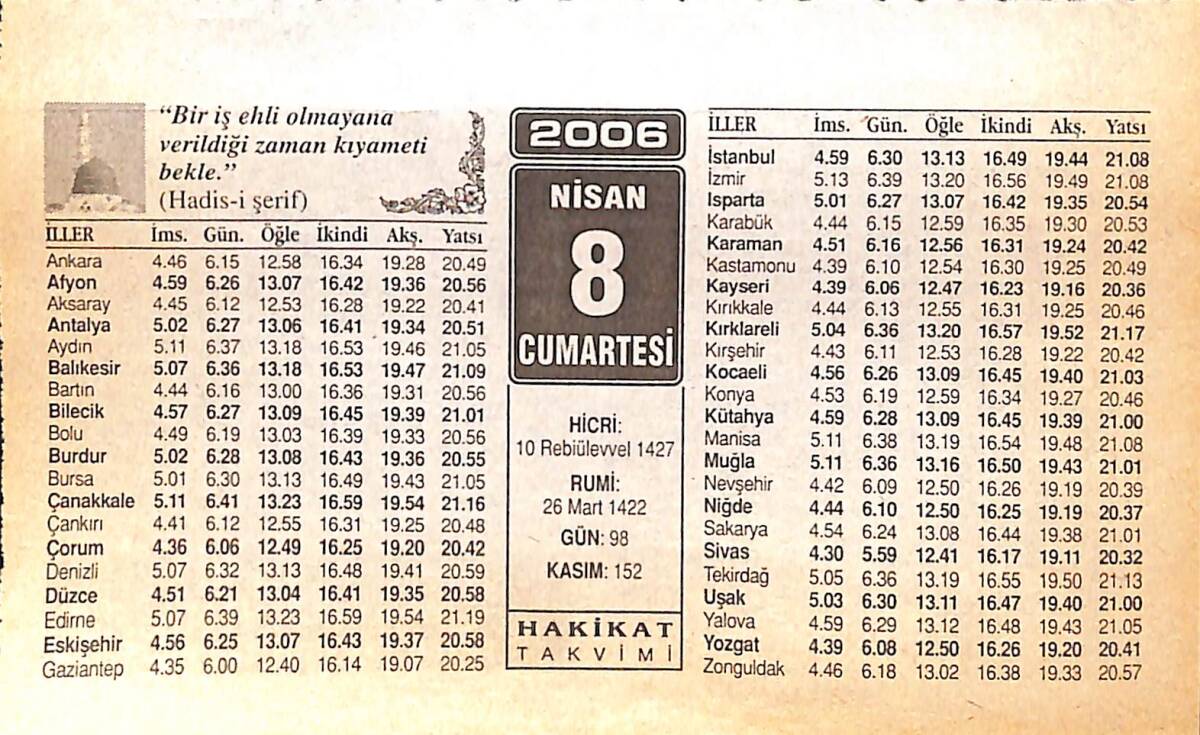 “Bir iş ehli olmayana
verildiği zaman kıyameti
bekle.”
(Hadis-i şerif)
İLLER İms. Gün. Öğle İkindi Akş. Yatsı
Ankara 4.46 6.15 12.58 16.34 19.28 20.49
Afyon 4.59 6.26 13.07 16.42 19.36 20.56
Aksaray 4.45 6.12 12.53 16.28 19.22 20.41
Antalya 5.02 6.27 13.06 16.41 19.34 20.51
Aydın 5.11 6.37 13.18 16.53 19.46 21.05
Balıkesir 5.07 6.36 13.18 16.53 19.47 21.09
Bartın 4.44 6.16 13.00 16.36 19.31 20.56
Bilecik 4.57 6.27 13.09 16.45 19.39 21.01
Bolu 4.49 6.19 13.03 16.39 19.33 20.56
Burdur 5.02 6.28 13.08 16.43 19.36 20.55
Bursa 5.01 6.30 13.13 16.49 19.43 21.05
Çanakkale 5.11 6.41 13.23 16.59 19.54 21.16
Çankırı 4.41 6.12 12.55 16.31 19.25 20.48
Çorum 4.36 6.06 12.49 16.25 19.20 20.42
Denizli 5.07 6.32 13.13 16.48 19.41 20.59
Düzce 4.51 6.21 13.04 16.41 19.35 20.58
Edirne 5.07 6.39 13.23 16.59 19.54 21.19
Eskişehir 4.56 6.25 13.07 16.43 19.37 20.58
Gaziantep 4.35 6.00 12.40 16.14 19.07 20.25
2006
NİSAN
8
CUMARTESİ
HİCRİ:
10 Rebiülevvel 1427
RUMİ:
26 Mart 1422
GÜN: 98
KASIM: 152
HAKİKAT
TAKVİMİ
İLLER İms. Gün. Öğle İkindi Akş. Yatsı
İstanbul 4.59 6.30 13.13 16.49 19.44 21.08
İzmir 5.13 6.39 13.20 16.56 19.49 21.08
Isparta 5.01 6.27 13.07 16.42 19.35 20.54
Karabük 4.44 6.15 12.59 16.35 19.30 20.53
Karaman 4.51 6.16 12.56 16.31 19.24 20.42
Kastamonu 4.39 6.10 12.54 16.30 19.25 20.49
Kayseri 4.39 6.06 12.47 16.23 19.16 20.36
Kırıkkale 4.44 6.13 12.55 16.31 19.25 20.46
Kırklareli 5.04 6.36 13.20 16.57 19.52 21.17
Kırşehir 4.43 6.11 12.53 16.28 19.22 20.42
Kocaeli 4.56 6.26 13.09 16.45 19.40 21.03
Konya 4.53 6.19 12.59 16.34 19.27 20.46
Kütahya 4.59 6.28 13.09 16.45 19.39 21.00
Manisa 5.11 6.38 13.19 16.54 19.48 21.08
Muğla 5.11 6.36 13.16 16.50 19.43 21.01
Nevşehir 4.42 6.09 12.50 16.26 19.19 20.39
Niğde 4.44 6.10 12.50 16.25 19.19 20.37
Sakarya 4.54 6.24 13.08 16.44 19.38 21.01
Sivas 4.30 5.59 12.41 16.17 19.11 20.32
Tekirdağ 5.05 6.36 13.19 16.55 19.50 21.13
Uşak 5.03 6.30 13.11 16.47 19.40 21.00
Yalova 4.59 6.29 13.12 16.48 19.43 21.05
Yozgat 4.39 6.08 12.50 16.26 19.20 20.41
Zonguldak 4.46 6.18 13.02 16.38 19.33 20.57